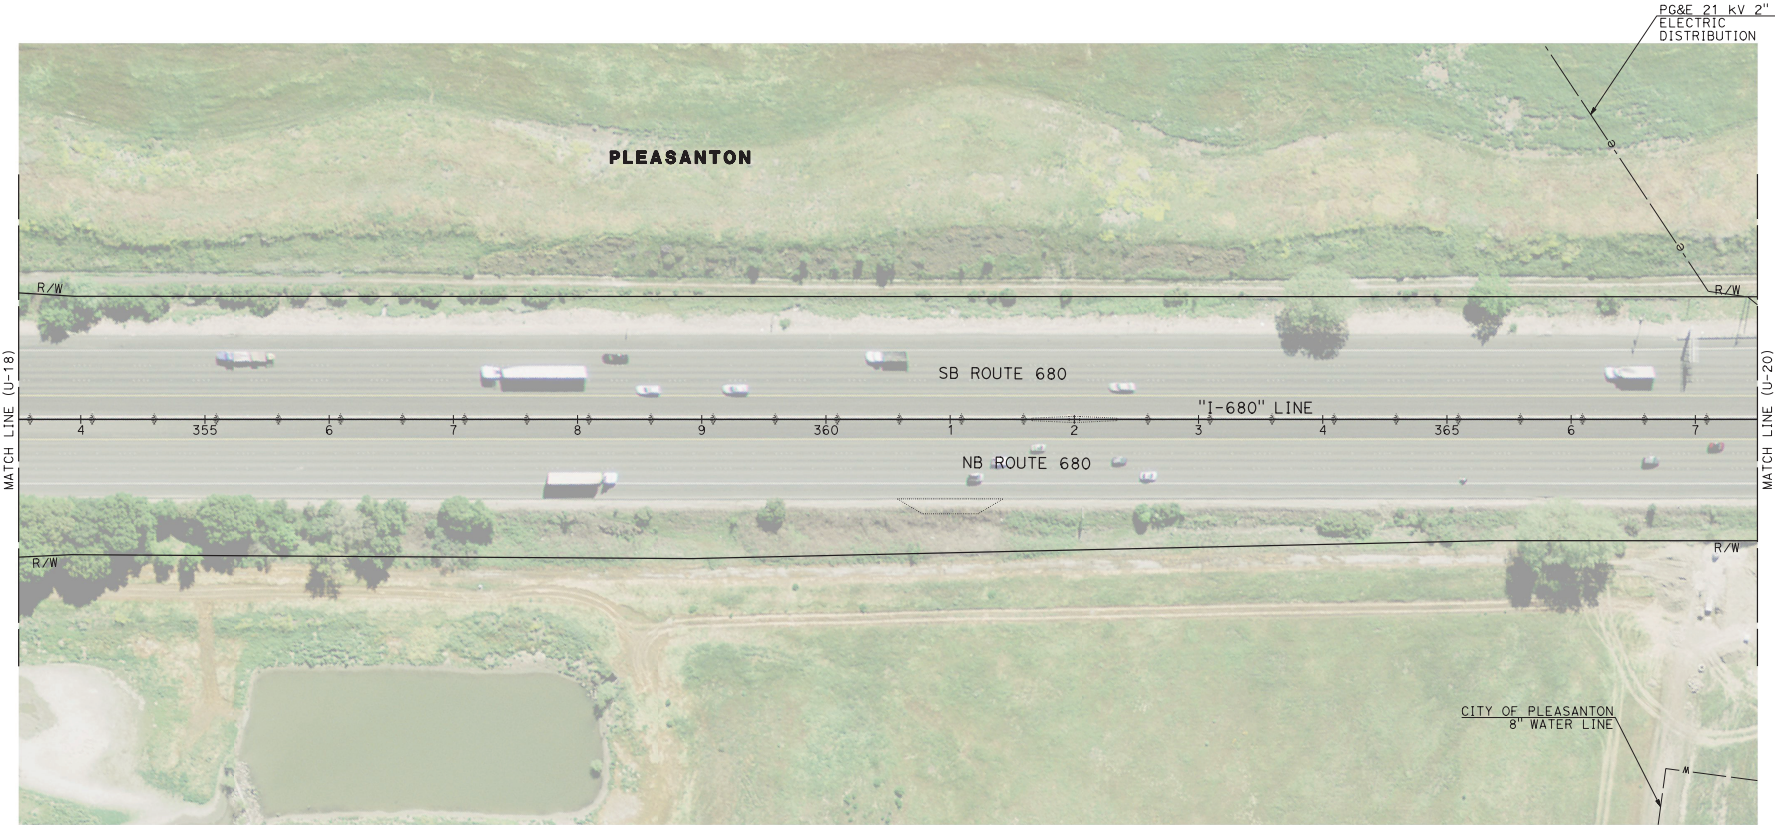 PG&E 21 kV 2"
ELECTRIC
DISTRIBUTION
e
PLEASANTON
e
R/W
R/W
MATCH LINE (U-18)
MATCH LINE (U-20)
SB ROUTE 680
"I-680" LINE
4 355 6 7 8 9 360 1 2 3 4 365 6 7
NB ROUTE 680
R/W
R/W
CITY OF PLEASANTON
8" WATER LINE
W